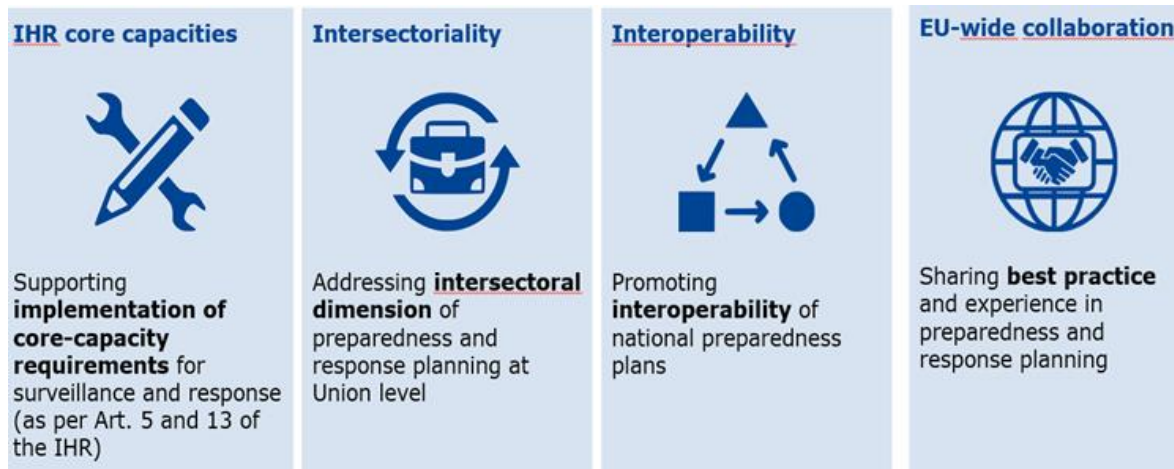 IHR core capacities
Supporting
implementation of
core-capacity
requirements for
surveillance and response
(as per Art. 5 and 13 of
the IHR)
Intersectoriality
Addressing intersectoral
dimension of
preparedness and
response planning at
Union level
Interoperability
Promoting
interoperability of
national preparedness
plans
EU-wide collaboration
Sharing best practice
and experience in
preparedness and
response planning